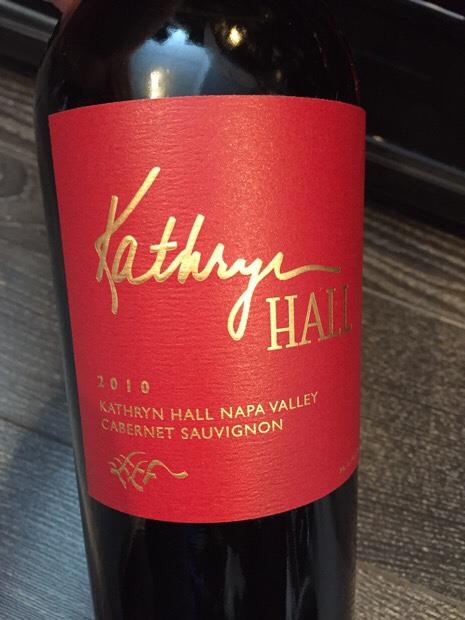 Kathryn
HALL
2010
KATHRYN HALL NAPA VALLEY
CABERNET SAUVIGNON